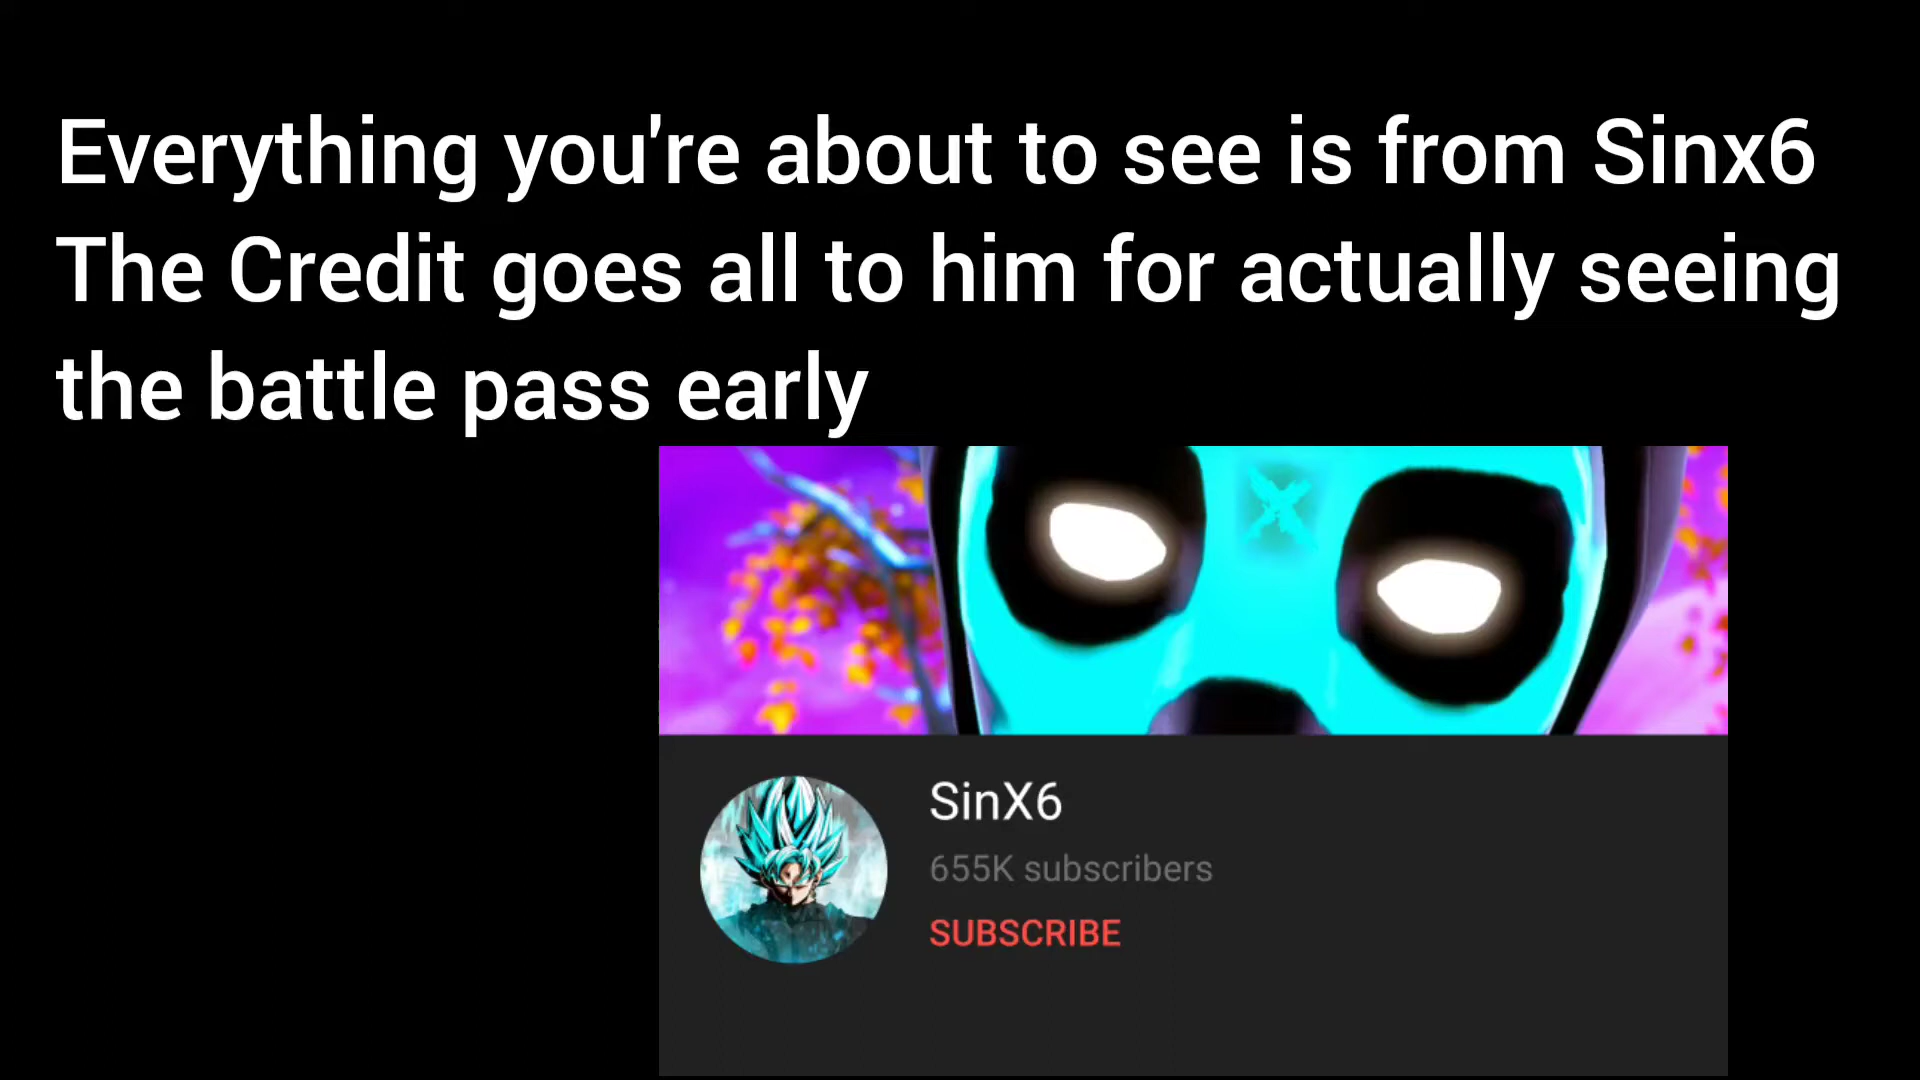 Everything you're about to see is from Sinx6
The Credit goes all to him for actually seeing
the battle pass early
SinX6
655K subscribers
SUBSCRIBE